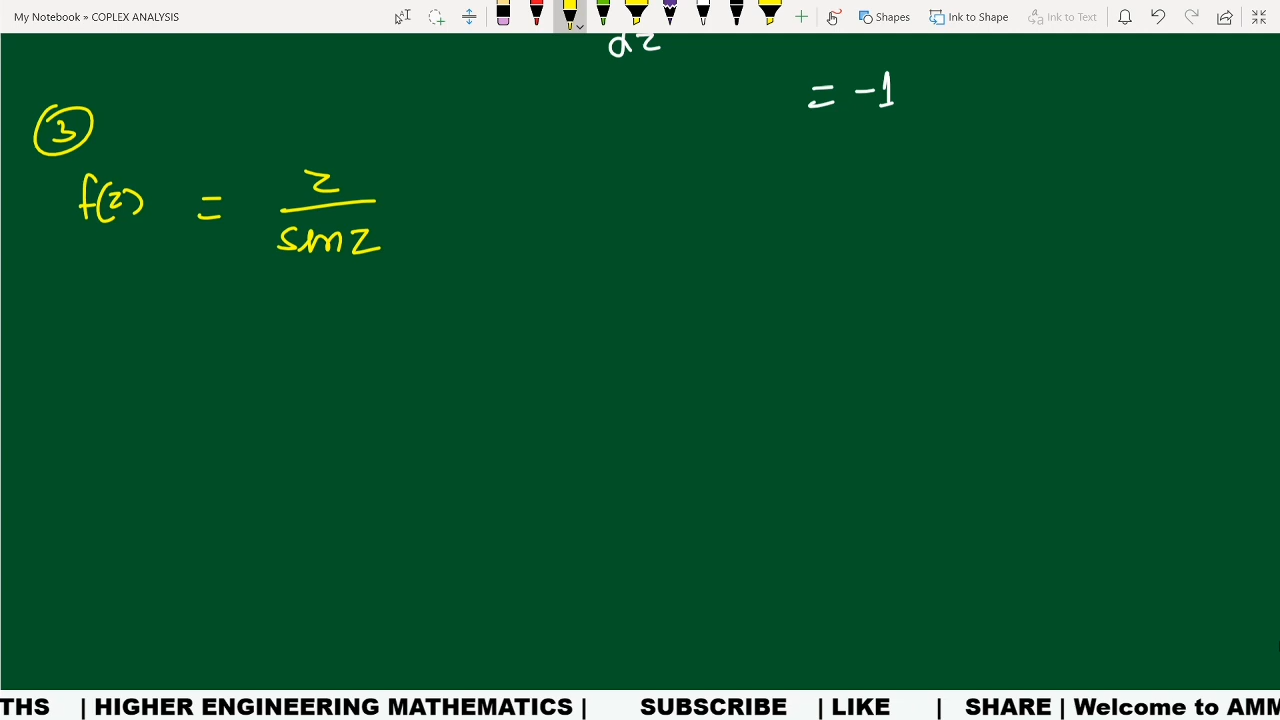 My Notebook » COPLEX ANALYSIS
Shapes
Ink to Shape
Ink to Text
dz
= -1
3
f(z) = z
sin z
THS | HIGHER ENGINEERING MATHEMATICS | SUBSCRIBE | LIKE | SHARE | Welcome to AMM